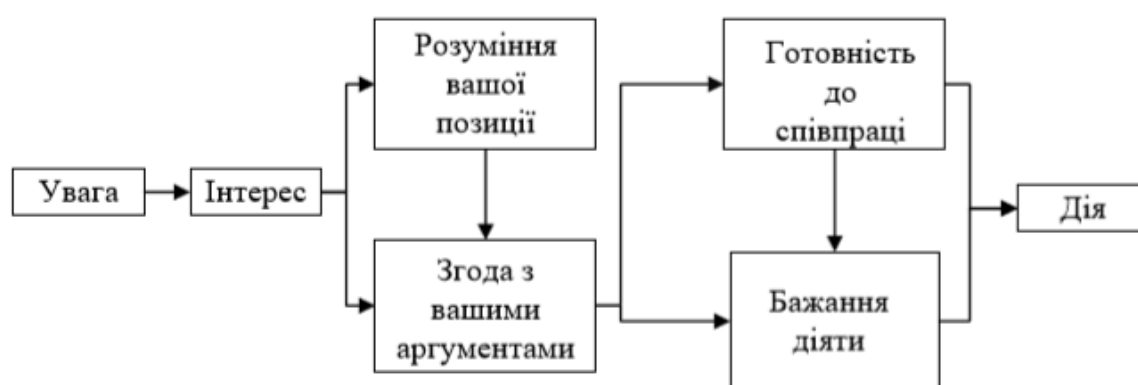 Увага
Інтерес
Розуміння
вашої
позиції
Згода з
вашими
аргументами
Готовність
до
співпраці
Бажання
діяти
Дія